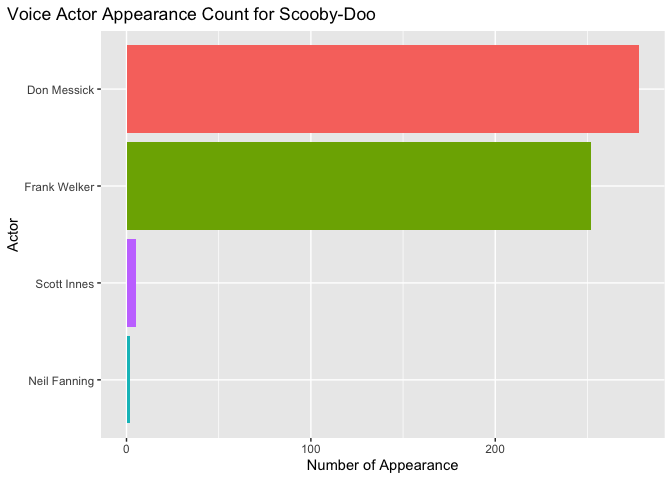 Voice Actor Appearance Count for Scooby-Doo
Don Messick
Frank Welker
Scott Innes
Neil Fanning
Actor
0 100 200
Number of Appearance